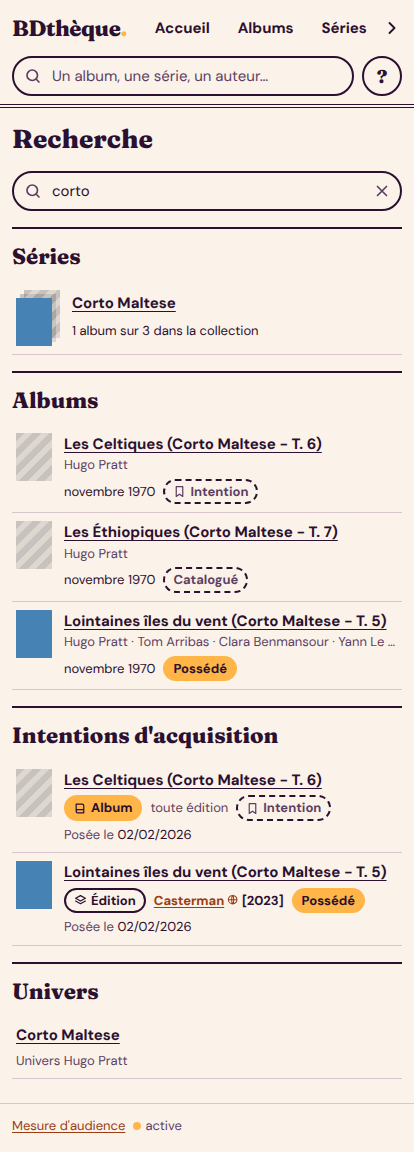 BDthèque.
Accueil Albums Séries
Un album, une série, un auteur…
?
Recherche
corto
Séries
Corto Maltese
1 album sur 3 dans la collection
Albums
Les Celtiques (Corto Maltese - T. 6)
Hugo Pratt
novembre 1970 Intention
Les Éthiopiques (Corto Maltese - T. 7)
Hugo Pratt
novembre 1970 Catalogué
Lointaines îles du vent (Corto Maltese - T. 5)
Hugo Pratt · Tom Arribas · Clara Benmansour · Yann Le …
novembre 1970 Possédé
Intentions d'acquisition
Les Celtiques (Corto Maltese - T. 6)
Album toute édition Intention
Posée le 02/02/2026
Lointaines îles du vent (Corto Maltese - T. 5)
Édition Casterman [2023] Possédé
Posée le 02/02/2026
Univers
Corto Maltese
Univers Hugo Pratt
Mesure d'audience active